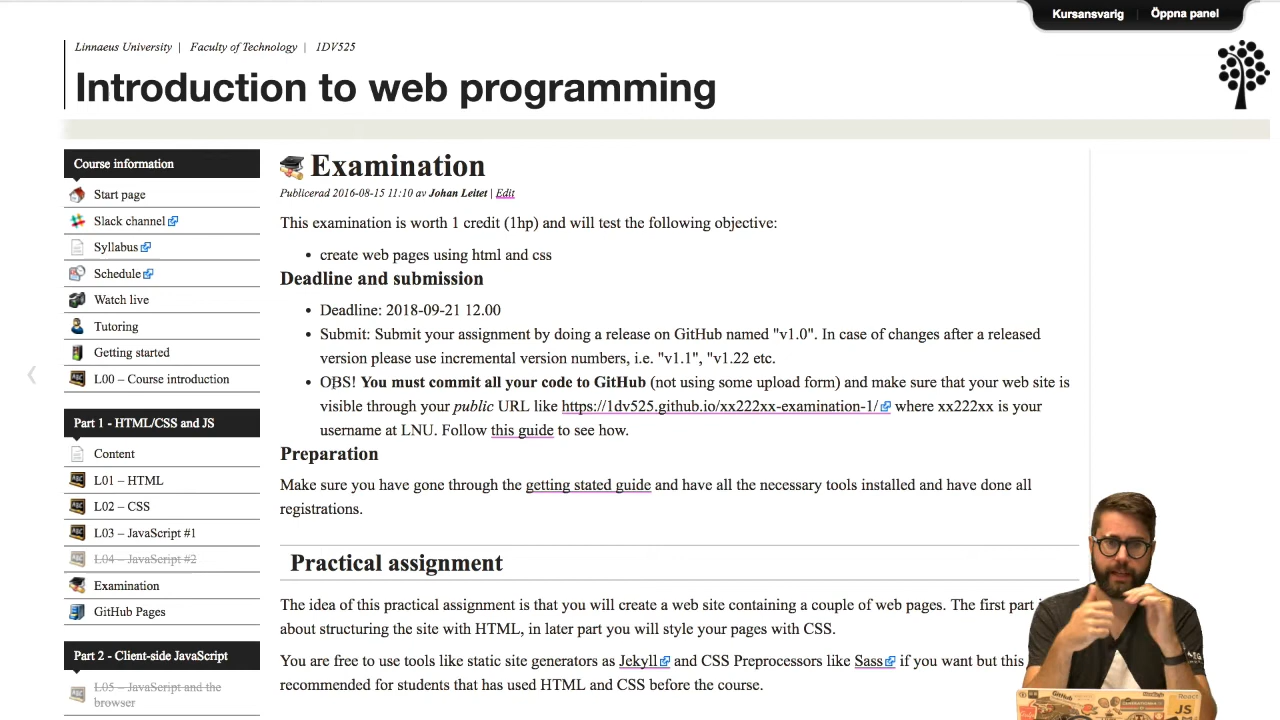 Kursansvarig | Öppna panel
Linnaeus University | Faculty of Technology | 1DV525
Introduction to web programming
Course information
Start page
Slack channel
Syllabus
Schedule
Watch live
Tutoring
Getting started
L00 – Course introduction
Part 1 - HTML/CSS and JS
Content
L01 – HTML
L02 – CSS
L03 – JavaScript #1
L04 – JavaScript #2
Examination
GitHub Pages
Part 2 - Client-side JavaScript
L05 – JavaScript and the
browser
Examination
Publicerad 2016-08-15 11:10 av Johan Leitet | Edit
This examination is worth 1 credit (1hp) and will test the following objective:
• create web pages using html and css
Deadline and submission
• Deadline: 2018-09-21 12.00
• Submit: Submit your assignment by doing a release on GitHub named "v1.0". In case of changes after a released
version please use incremental version numbers, i.e. "v1.1", "v1.22 etc.
• OBS! You must commit all your code to GitHub (not using some upload form) and make sure that your web site is
visible through your public URL like https://1dv525.github.io/xx222xx-examination-1/ where xx222xx is your
username at LNU. Follow this guide to see how.
Preparation
Make sure you have gone through the getting stated guide and have all the necessary tools installed and have done all
registrations.
Practical assignment
The idea of this practical assignment is that you will create a web site containing a couple of web pages. The first part
about structuring the site with HTML, in later part you will style your pages with CSS.
You are free to use tools like static site generators as Jekyll and CSS Preprocessors like Sass if you want but this
recommended for students that has used HTML and CSS before the course.
GitHub
React
JS